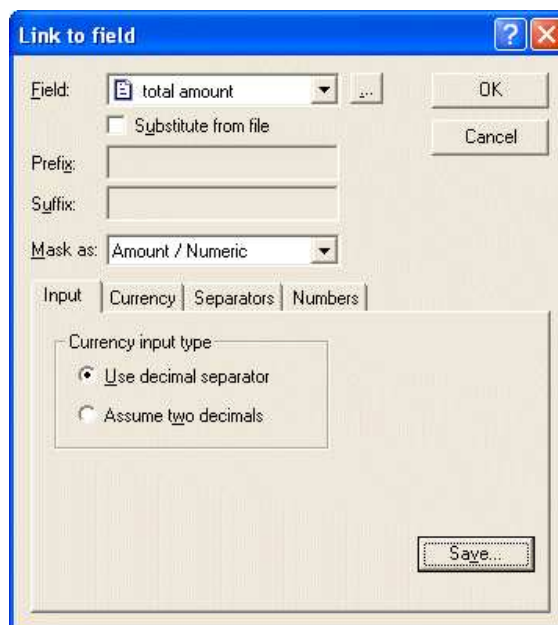 Link to field
Field: total amount ... OK
Substitute from file Cancel
Prefix:
Suffix:
Mask as: Amount / Numeric
Input Currency Separators Numbers
Currency input type
Use decimal separator
Assume two decimals
Save...